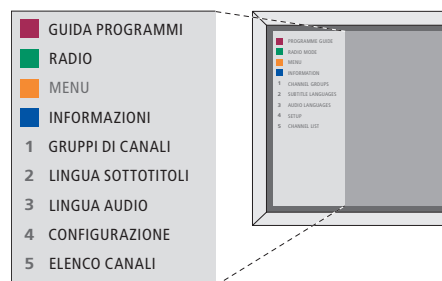 GUIDA PROGRAMMI
RADIO
MENU
INFORMAZIONI
1 GRUPPI DI CANALI
2 LINGUA SOTTOTITOLI
3 LINGUA AUDIO
4 CONFIGURAZIONE
5 ELENCO CANALI
PROGRAMME GUIDE
RADIO MODE
MENU
INFORMATION
1 CHANNEL GROUPS
2 SUBTITLE LANGUAGES
3 AUDIO LANGUAGES
4 SETUP
5 CHANNEL LIST